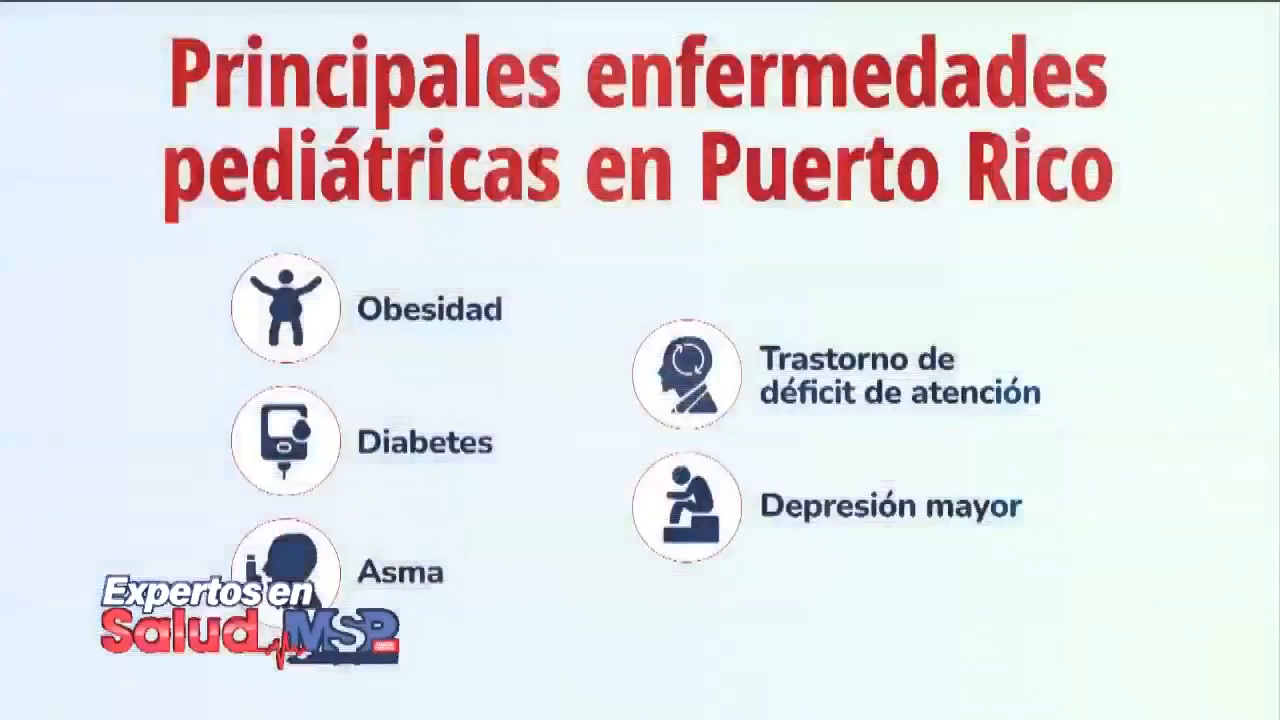 Principales enfermedades
pediátricas en Puerto Rico
Obesidad
Diabetes
Asma
Trastorno de
déficit de atención
Depresión mayor
Expertos en
Salud MSP